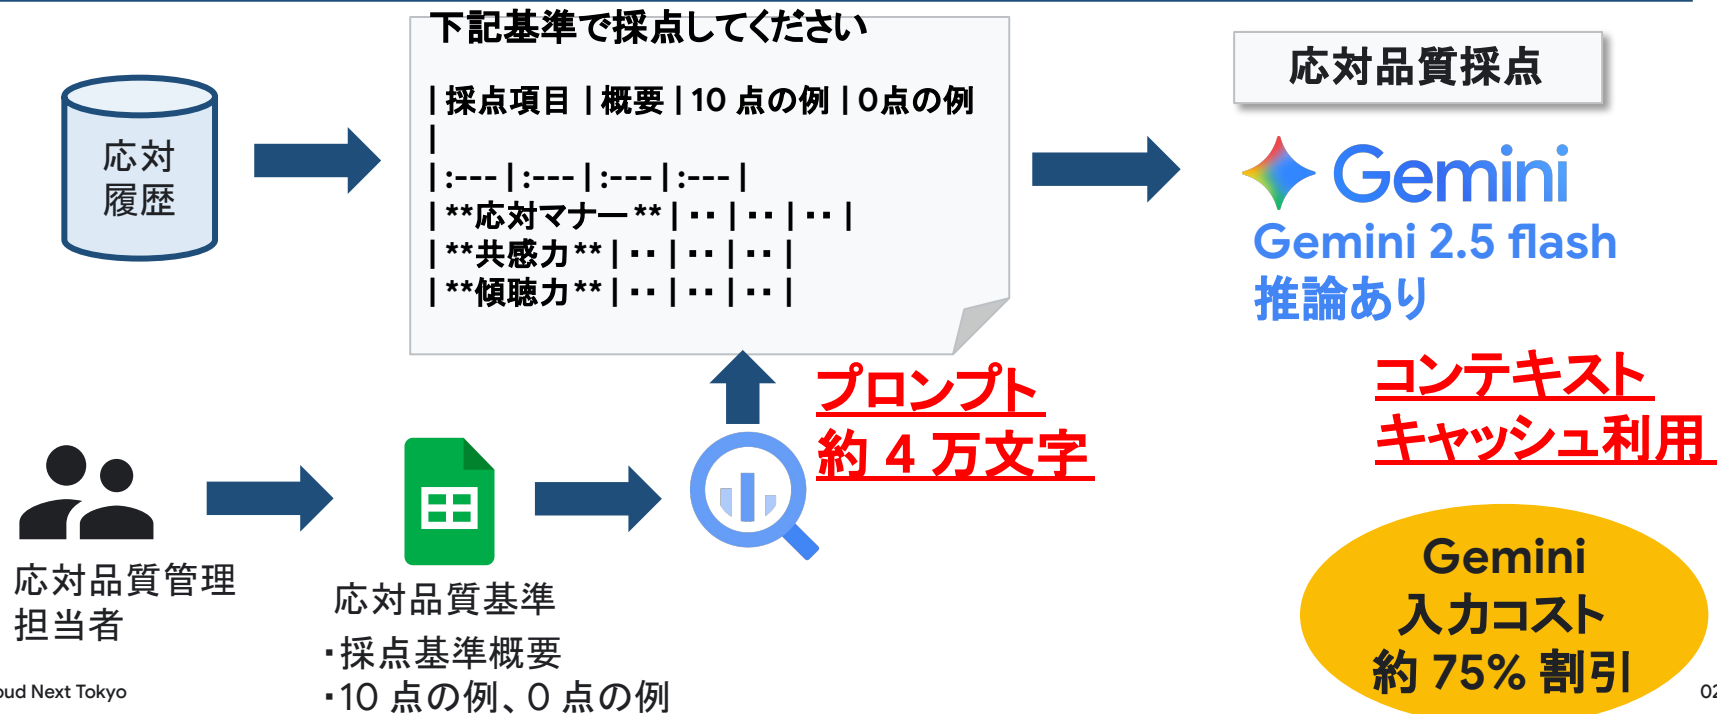 下記基準で採点してください
| 採点項目 | 概要 | 10 点の例 | 0点の例
|
| :--- | :--- | :--- | :--- |
| **応対マナー** | ・・ | ・・ | ・・ |
| **共感力** | ・・ | ・・ | ・・ |
| **傾聴力** | ・・ | ・・ | ・・ |
応対
履歴
応対品質採点
Gemini
Gemini 2.5 flash
推論あり
プロンプト
約 4 万文字
コンテキスト
キャッシュ利用
応対品質管理
担当者
応対品質基準
・採点基準概要
・10 点の例、0 点の例
Gemini
入力コスト
約 75% 割引
Next Tokyo